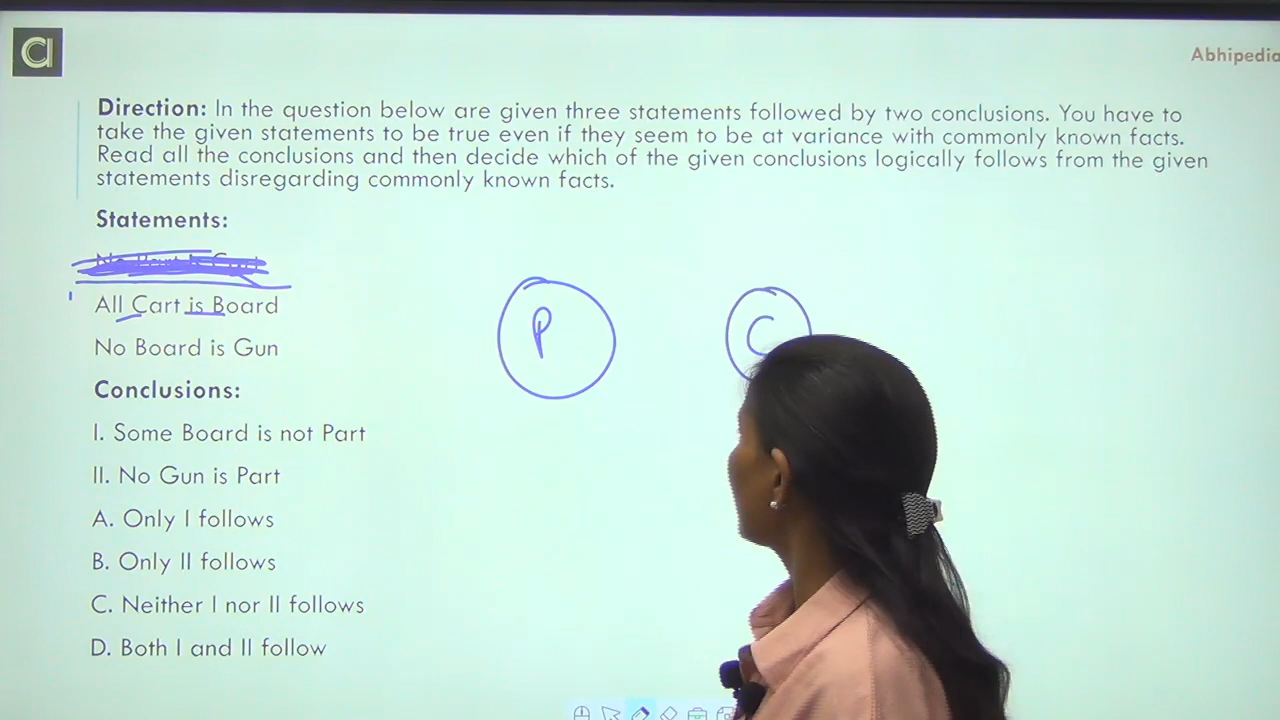 Abhipedia
Direction: In the question below are given three statements followed by two conclusions. You have to
take the given statements to be true even if they seem to be at variance with commonly known facts.
Read all the conclusions and then decide which of the given conclusions logically follows from the given
statements disregarding commonly known facts.
Statements:
No Part is Cart
All Cart is Board
No Board is Gun
Conclusions:
I. Some Board is not Part
II. No Gun is Part
A. Only I follows
B. Only II follows
C. Neither I nor II follows
D. Both I and II follow
P
C